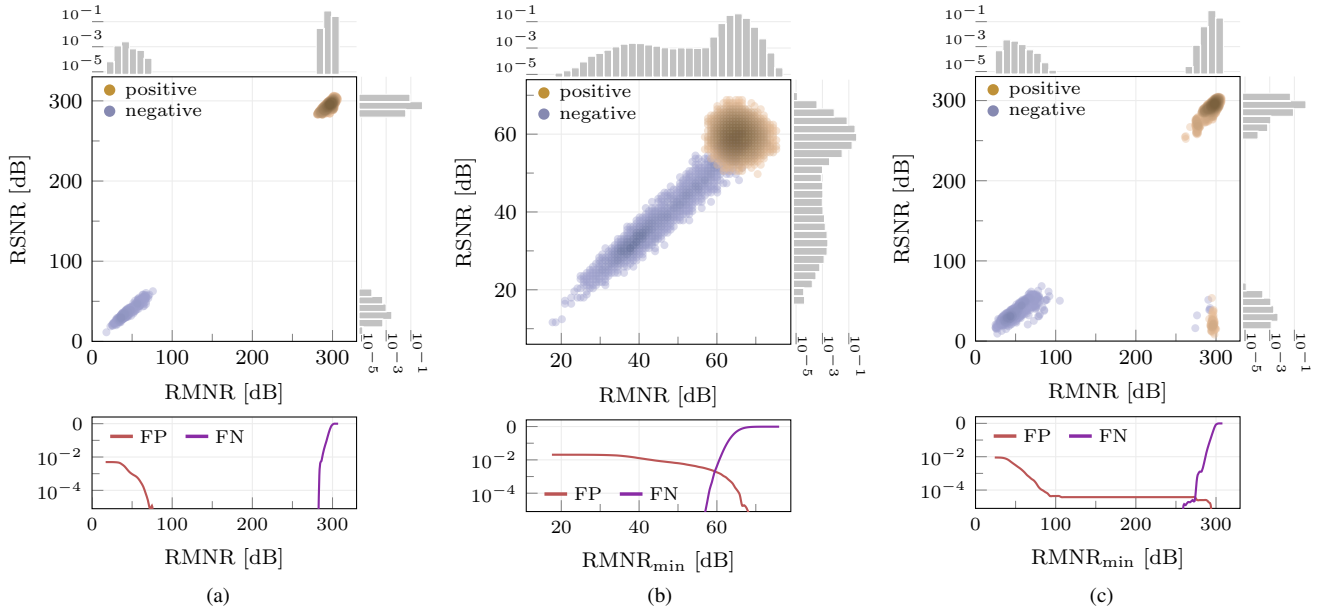 10⁻¹
10⁻³
10⁻⁵
positive
negative
300
200
100
0
RSNR [dB]
10⁻⁵
10⁻³
10⁻¹
0 100 200 300
RMNR [dB]
0
10⁻²
10⁻⁴
FP FN
0 100 200 300
RMNR [dB]
(a)
10⁻¹
10⁻³
10⁻⁵
positive
negative
60
40
20
RSNR [dB]
10⁻⁵
10⁻³
10⁻¹
20 40 60
RMNR [dB]
0
10⁻²
10⁻⁴
FP FN
20 40 60
RMNRₘᵢₙ [dB]
(b)
10⁻¹
10⁻³
10⁻⁵
positive
negative
300
200
100
0
RSNR [dB]
10⁻⁵
10⁻³
10⁻¹
0 100 200 300
RMNR [dB]
0
10⁻²
10⁻⁴
FP FN
0 100 200 300
RMNRₘᵢₙ [dB]
(c)